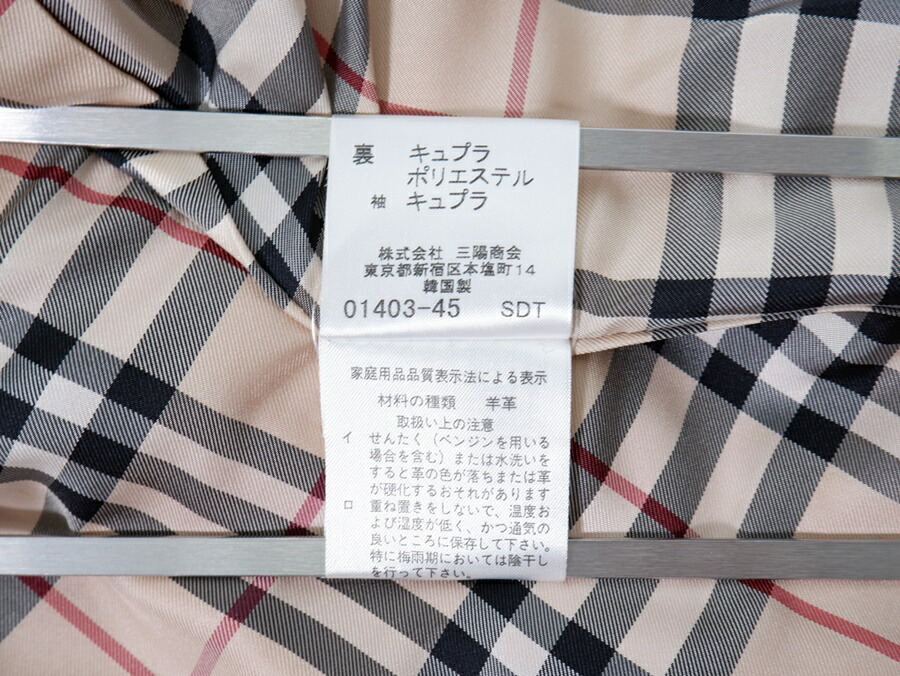 裏 キュプラ
ポリエステル
袖 キュプラ
株式会社 三陽商会
東京都新宿区本塩町14
韓国製
01403-45 SDT
家庭用品品質表示法による表示
材料の種類 羊革
取扱い上の注意
イ せんたく（ベンジンを用いる
場合を含む）または水洗いを
すると革の色が落ちまたは革
が硬化するおそれがあります
ロ 重ね置きをしないで、温度お
よび湿度が低く、かつ通気の
良いところに保存して下さい。
特に梅雨期においては陰干し
を行って下さい。